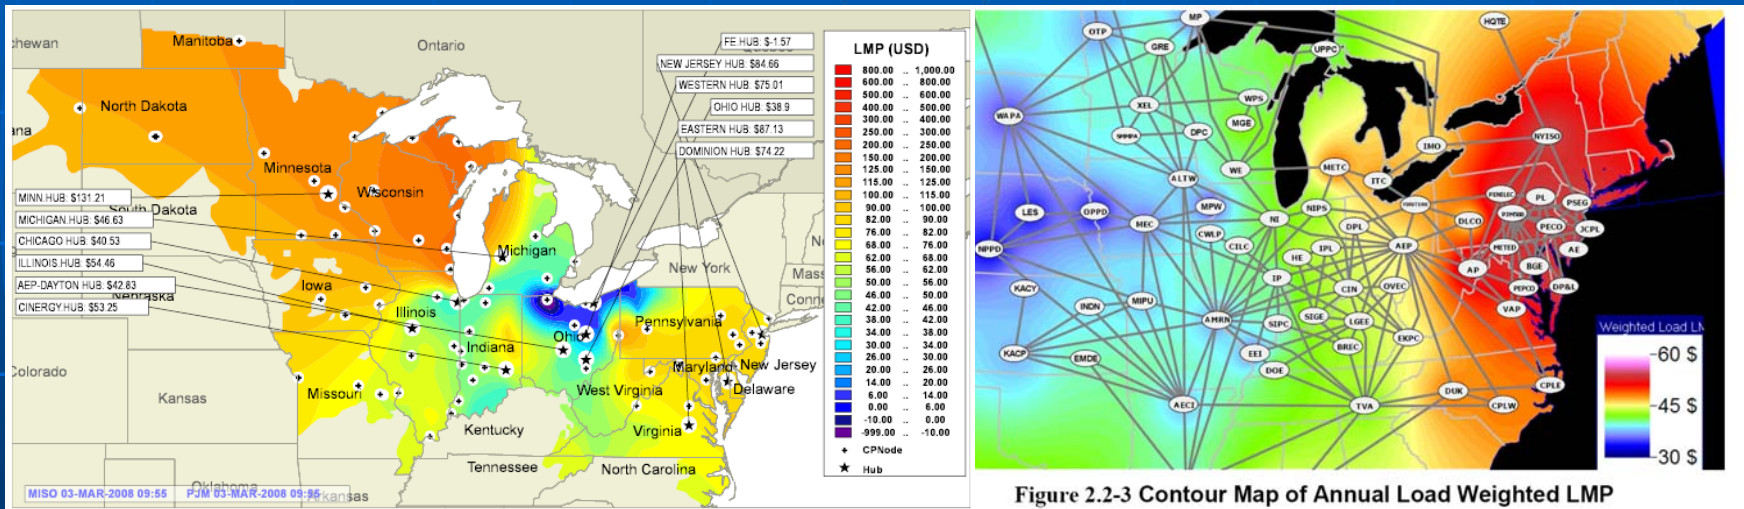 chewan
Manitoba
Ontario
Quebec
North Dakota
ana
Minnesota
Wisconsin
South Dakota
Michigan
New York
Mass
Conn
Iowa
Nebraska
Illinois
Indiana
Ohio
Pennsylvania
Maryland
New Jersey
Delaware
West Virginia
Virginia
Colorado
Kansas
Missouri
Kentucky
Tennessee
North Carolina
Oklahoma
Arkansas
FE HUB: $-1.57
NEW JERSEY HUB: $84.66
WESTERN HUB: $75.01
OHIO HUB: $38.9
EASTERN HUB: $87.13
DOMINION HUB: $74.22
MINN.HUB: $131.21
MICHIGAN.HUB: $46.63
CHICAGO HUB: $40.53
ILLINOIS.HUB: $54.46
AEP-DAYTON HUB: $42.83
CINERGY.HUB: $53.25
MISO 03-MAR-2008 09:55 PJM 03-MAR-2008 09:55
LMP (USD)
800.00 .. 1,000.00
600.00 .. 800.00
500.00 .. 600.00
400.00 .. 500.00
300.00 .. 400.00
250.00 .. 300.00
200.00 .. 250.00
150.00 .. 200.00
125.00 .. 150.00
115.00 .. 125.00
100.00 .. 115.00
90.00 .. 100.00
82.00 .. 90.00
76.00 .. 82.00
68.00 .. 76.00
62.00 .. 68.00
56.00 .. 62.00
50.00 .. 56.00
46.00 .. 50.00
42.00 .. 46.00
38.00 .. 42.00
34.00 .. 38.00
30.00 .. 34.00
26.00 .. 30.00
20.00 .. 26.00
14.00 .. 20.00
6.00 .. 14.00
0.00 .. 6.00
-10.00 .. 0.00
-999.00 .. -10.00
CPNode
Hub
MP
HQTE
OTP
GRE
UPPC
XEL
WPS
WAPA
MGE
SMMPA
DPC
NYISO
IMO
WE
METC
ALTW
ITC
PENELEC
PL
PSEG
LES
OPPD
MPW
NIPS
MEC
NI
DPL
DLCO
PECO
JCPL
CWLP
CILC
IPL
AEP
NPPD
HE
METED
AE
IP
AP
BGE
KACY
CIN
OVEC
PEPCO
DP&L
INDN
MIPU
VAP
AMRN
SIPC
SIGE
LGEE
EKPC
BREC
KACP
EMDE
EEI
DOE
AECI
TVA
DUK
CPLW
CPLE
Weighted Load LM
60 $
45 $
30 $
Figure 2.2-3 Contour Map of Annual Load Weighted LMP